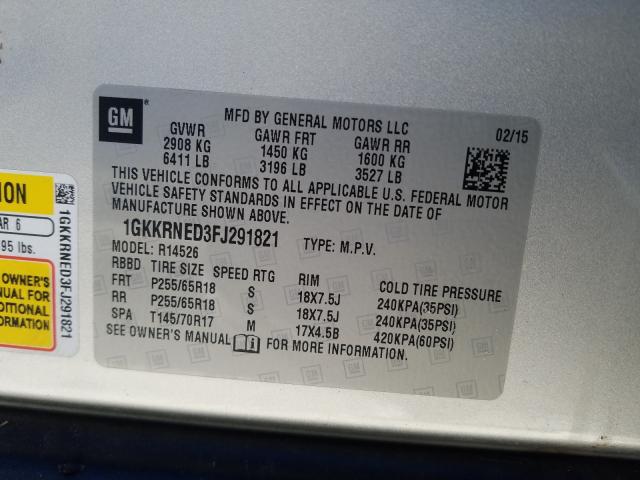 GM
MFD BY GENERAL MOTORS LLC 02/15
GVWR GAWR FRT GAWR RR
2908 KG 1450 KG 1600 KG
6411 LB 3196 LB 3527 LB
THIS VEHICLE CONFORMS TO ALL APPLICABLE U.S. FEDERAL MOTOR
VEHICLE SAFETY STANDARDS IN EFFECT ON THE DATE OF
MANUFACTURE SHOWN ABOVE.
1GKKRNED3FJ291821 TYPE: M.P.V.
MODEL: R14526
RBBD TIRE SIZE SPEED RTG RIM COLD TIRE PRESSURE
FRT P255/65R18 S 18X7.5J 240KPA(35PSI)
RR P255/65R18 S 18X7.5J 240KPA(35PSI)
SPA T145/70R17 M 17X4.5B 420KPA(60PSI)
SEE OWNER'S MANUAL FOR MORE INFORMATION.
ION
AR 6
95 lbs.
OWNER'S
NUAL FOR
DITIONAL
ORMATION
1GKKRNED3FJ291821